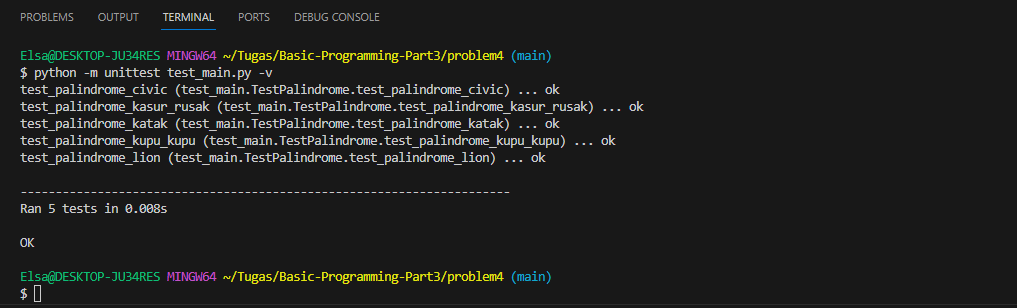 PROBLEMS OUTPUT TERMINAL PORTS DEBUG CONSOLE
Elsa@DESKTOP-JU34RES MINGW64 ~/Tugas/Basic-Programming-Part3/problem4 (main)
$ python -m unittest test_main.py -v
test_palindrome_civic (test_main.TestPalindrome.test_palindrome_civic) ... ok
test_palindrome_kasur_rusak (test_main.TestPalindrome.test_palindrome_kasur_rusak) ... ok
test_palindrome_katak (test_main.TestPalindrome.test_palindrome_katak) ... ok
test_palindrome_kupu_kupu (test_main.TestPalindrome.test_palindrome_kupu_kupu) ... ok
test_palindrome_lion (test_main.TestPalindrome.test_palindrome_lion) ... ok
----------------------------------------------------------------------
Ran 5 tests in 0.008s
OK
Elsa@DESKTOP-JU34RES MINGW64 ~/Tugas/Basic-Programming-Part3/problem4 (main)
$